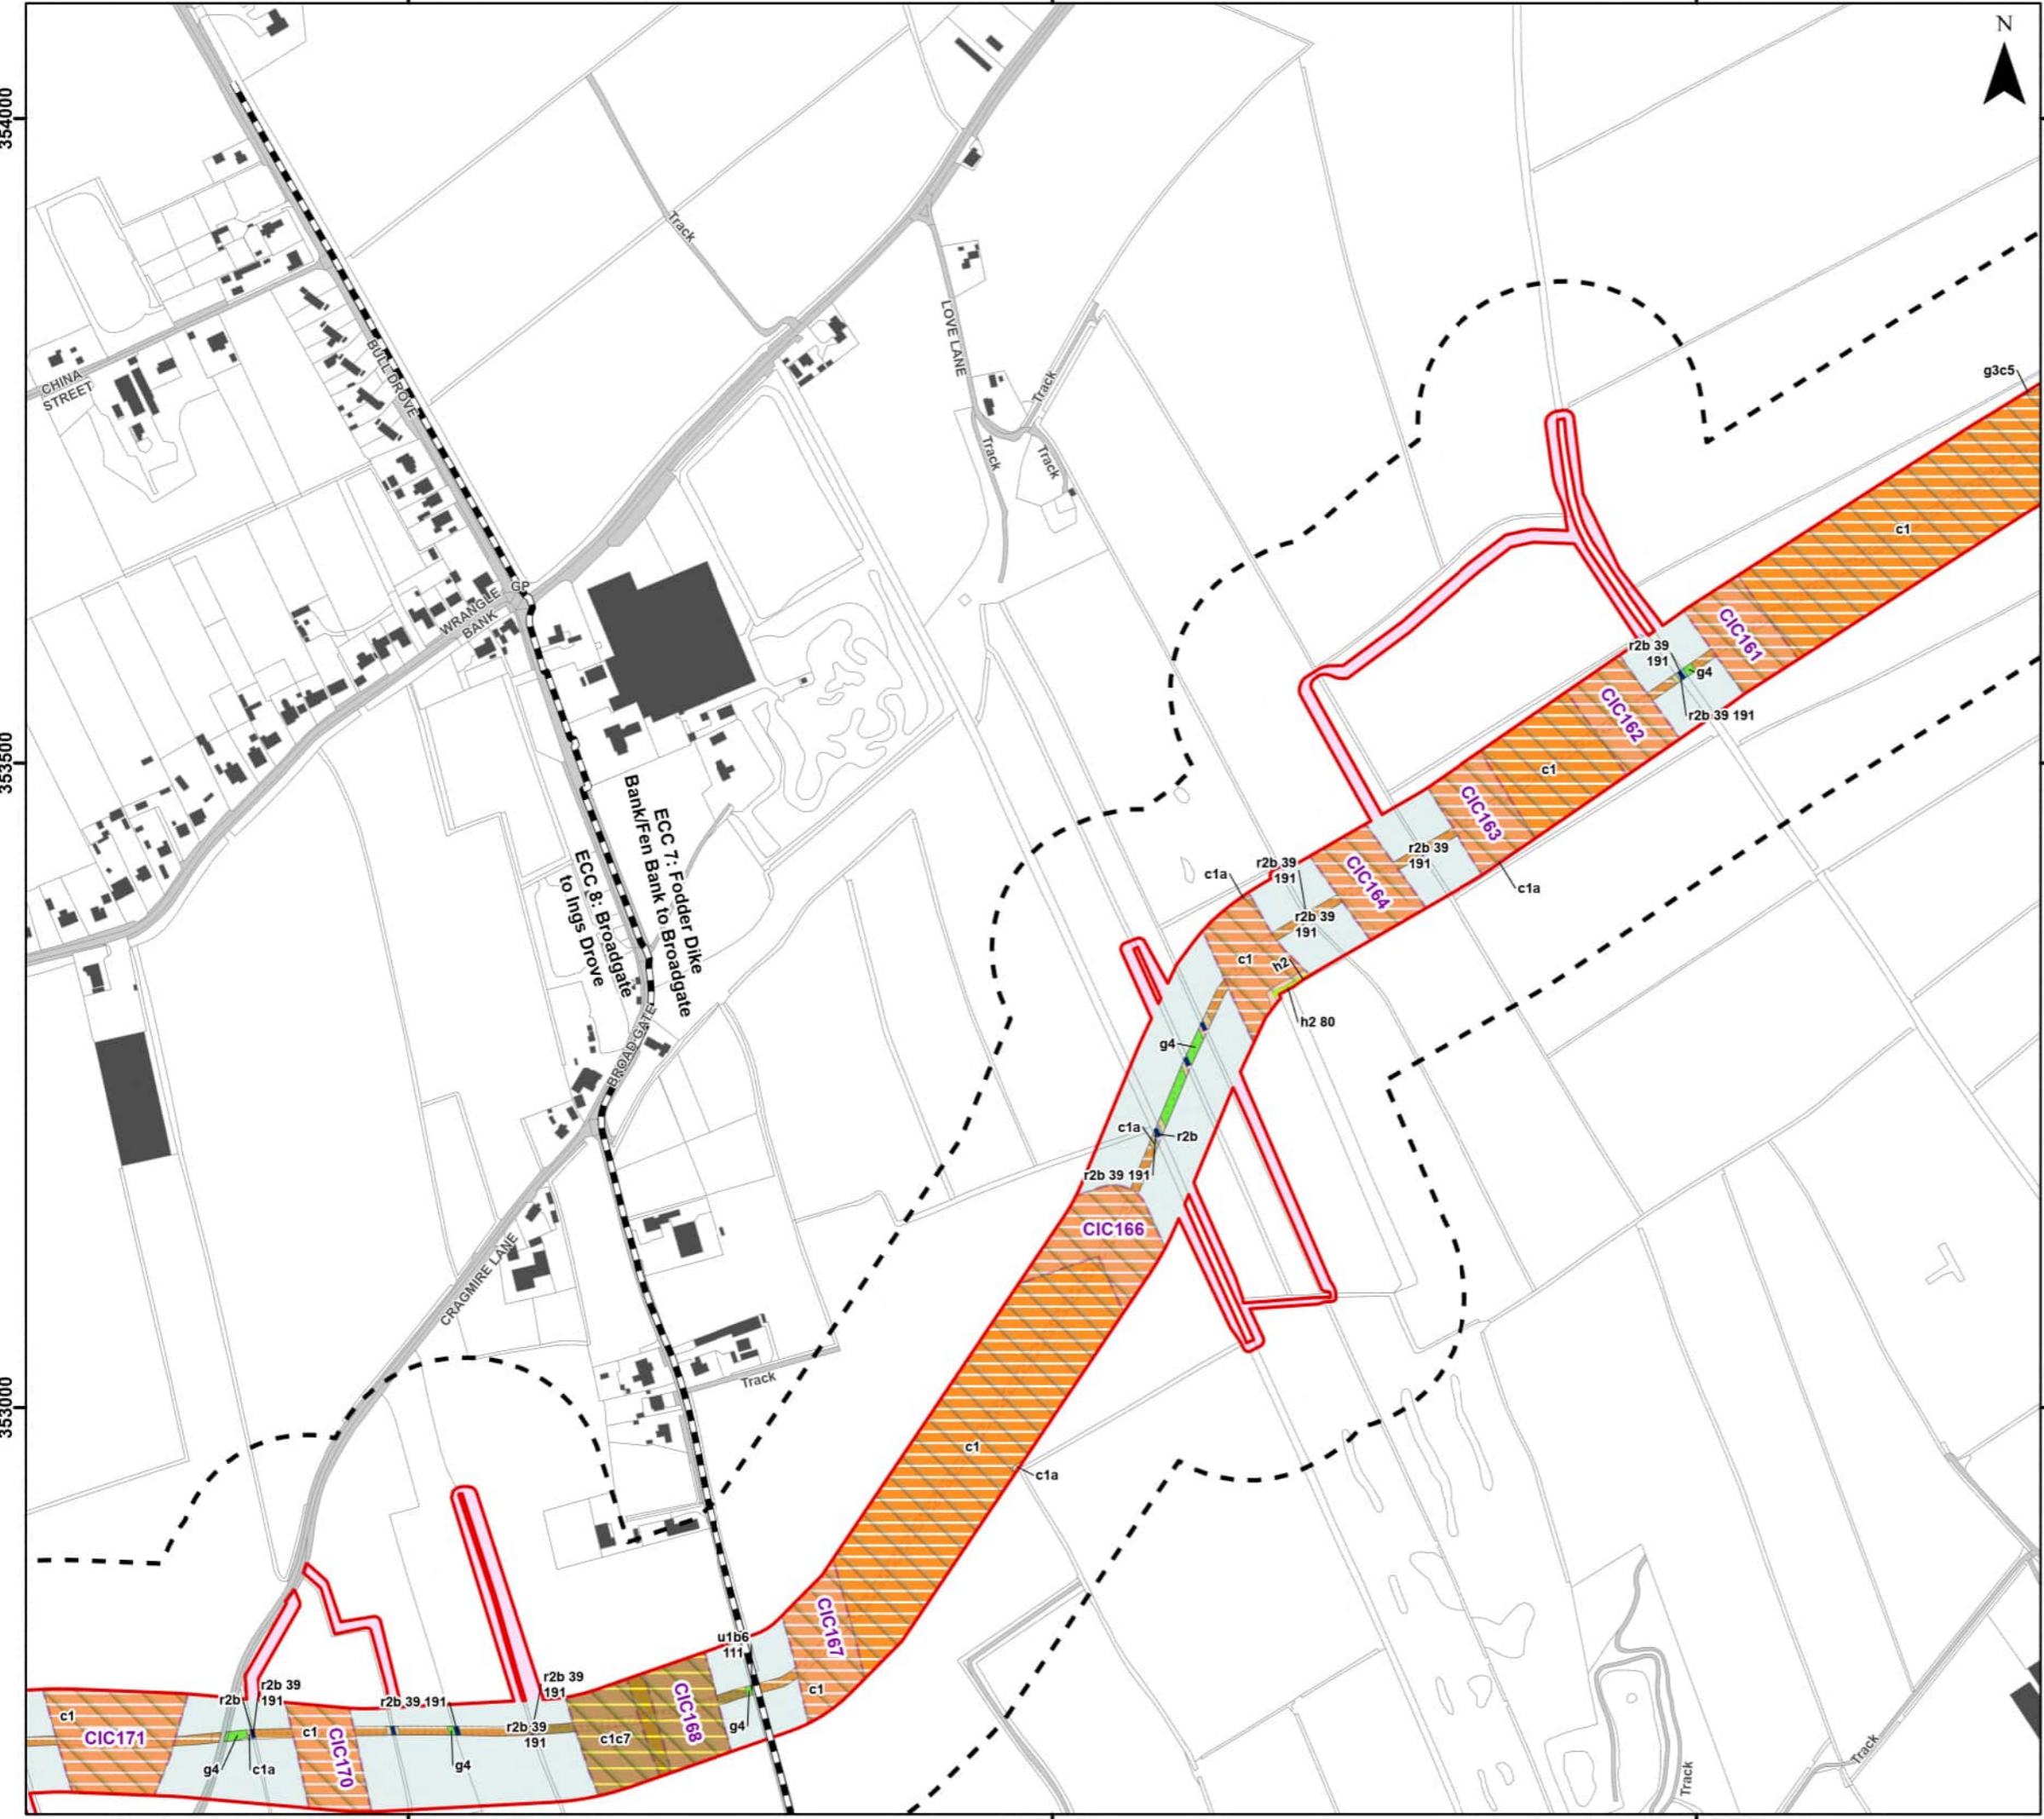 N
354000
353500
353000
Track
LOVE LANE
Track
Track
Track
CHINA
STREET
BULL DROVE
GP
WRANGLE
BANK
g3c5
c1
CIC161
r2b 39
191
g4
r2b 39 191
CIC162
c1
CIC163
r2b 39
191
c1a
CIC164
r2b 39
191
c1a
r2b 39
191
c1
h2
h2 80
ECC 7: Fodder Dike
Bank/Fen Bank to Broadgate
ECC 8: Broadgate
to Ings Drove
BROAD GATE
g4
c1a
r2b
r2b 39 191
CIC166
CRAGMIRE LANE
Track
c1
c1a
CIC167
u1b6
111
c1
g4
CIC168
c1c7
r2b 39
191
r2b 39
191
r2b 39 191
g4
r2b
r2b 39
191
c1
CIC170
c1
CIC171
g4
c1a
Track
Track